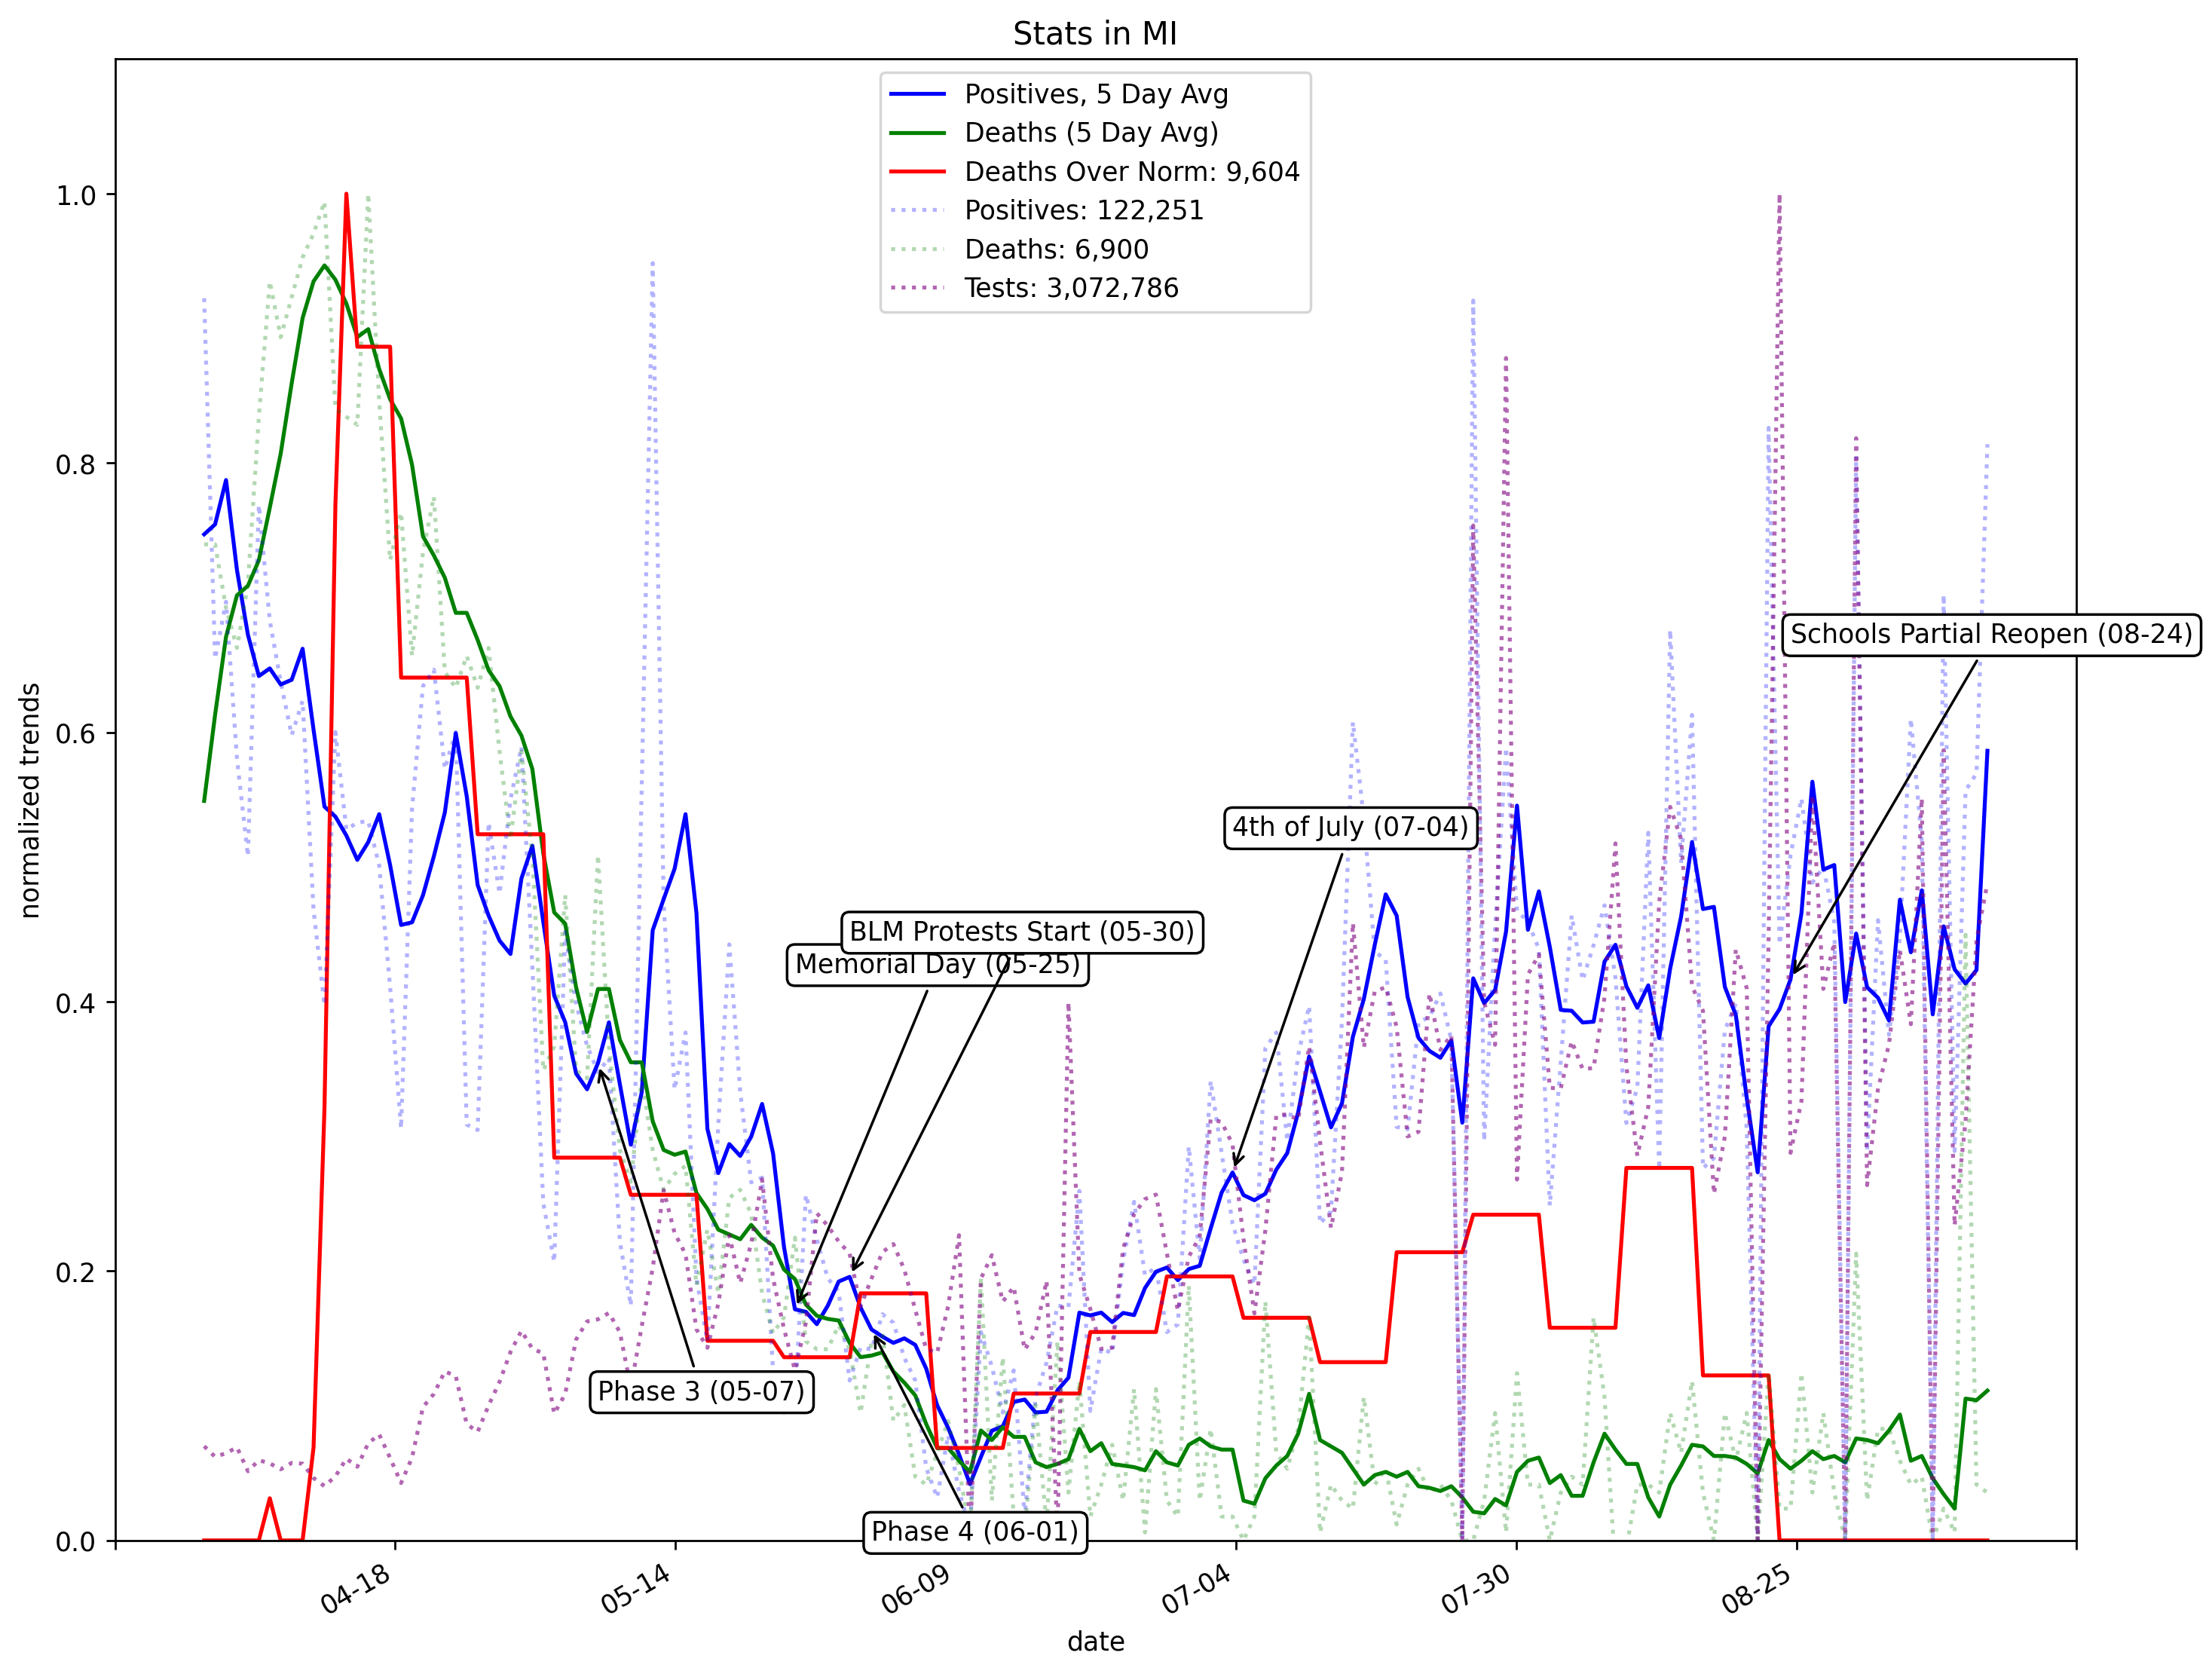 Stats in MI
Positives, 5 Day Avg
Deaths (5 Day Avg)
Deaths Over Norm: 9,604
Positives: 122,251
Deaths: 6,900
Tests: 3,072,786
normalized trends
1.0
0.8
0.6
0.4
0.2
0.0
Schools Partial Reopen (08-24)
4th of July (07-04)
BLM Protests Start (05-30)
Memorial Day (05-25)
Phase 3 (05-07)
Phase 4 (06-01)
04-18
05-14
06-09
07-04
07-30
08-25
date